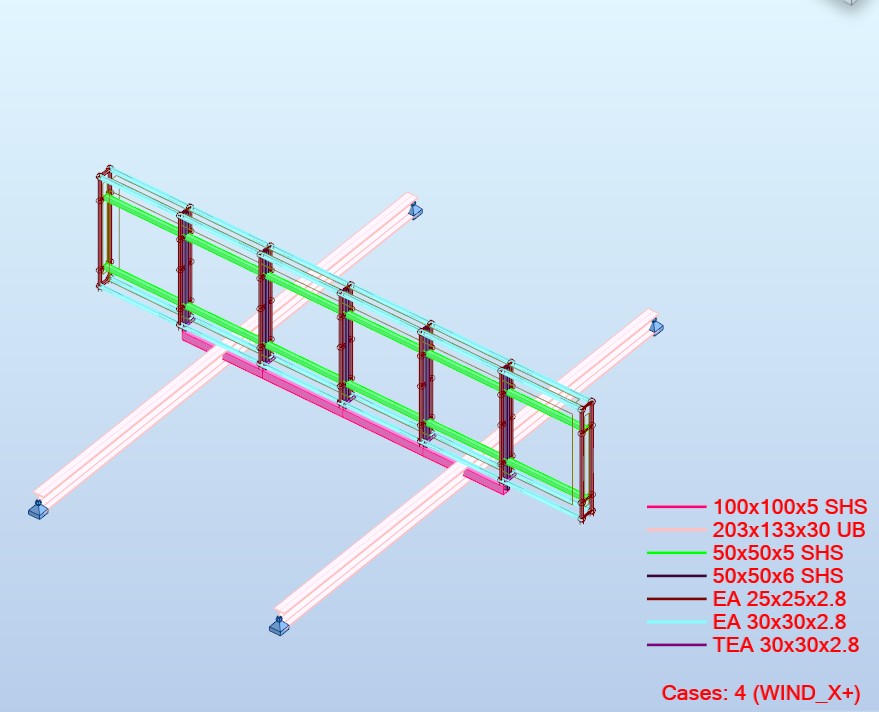 100x100x5 SHS
203x133x30 UB
50x50x5 SHS
50x50x6 SHS
EA 25x25x2.8
EA 30x30x2.8
TEA 30x30x2.8
Cases: 4 (WIND_X+)